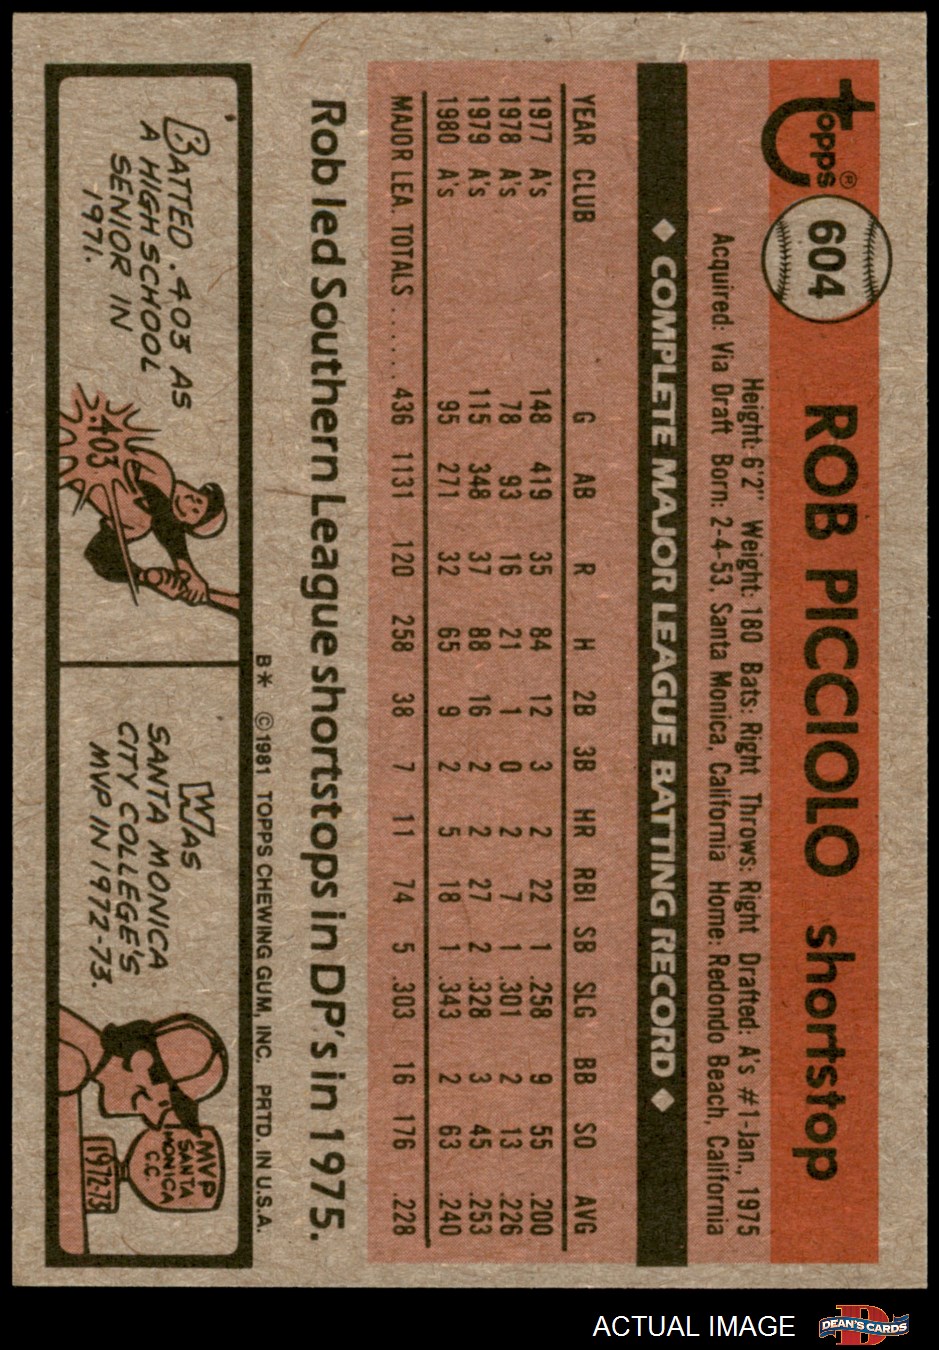 Topps®
604
ROB PICCIOLO shortstop
Height: 6'2" Weight: 180 Bats: Right Throws: Right Drafted: A's #1-Jan., 1975
Acquired: Via Draft Born: 2-4-53, Santa Monica, California Home: Redondo Beach, California
◆ COMPLETE MAJOR LEAGUE BATTING RECORD ◆
YEAR CLUB G AB R H 2B 3B HR RBI SB SLG BB SO AVG
1977 A's 148 419 35 84 12 3 2 22 1 .258 9 55 .200
1978 A's 78 93 16 21 1 0 2 7 1 .301 2 13 .226
1979 A's 115 348 37 88 16 2 2 27 2 .328 3 45 .253
1980 A's 95 271 32 65 9 2 5 18 1 .343 2 63 .240
MAJOR LEA. TOTALS ..... 436 1131 120 258 38 7 11 74 5 .303 16 176 .228
Rob led Southern League shortstops in DP's in 1975.
B* ©1981 TOPPS CHEWING GUM, INC. PRTD. IN U.S.A.
BATTED .403 AS
A HIGH SCHOOL
SENIOR IN
1971.
.403
WAS
SANTA MONICA
CITY COLLEGE'S
MVP IN 1972-73.
MVP
SANTA
MONICA
C.C.
1972-73
ACTUAL IMAGE
D
DEAN'S CARDS